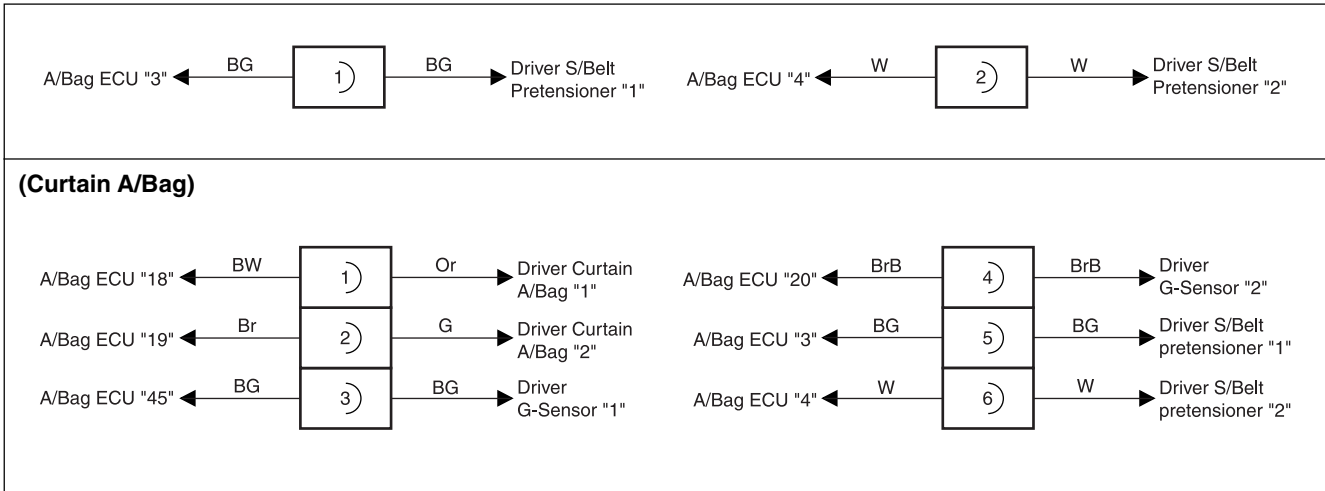 A/Bag ECU "3" BG 1 BG Driver S/Belt
Pretensioner "1"
A/Bag ECU "4" W 2 W Driver S/Belt
Pretensioner "2"
(Curtain A/Bag)
A/Bag ECU "18" BW 1 Or Driver Curtain
A/Bag "1"
A/Bag ECU "19" Br 2 G Driver Curtain
A/Bag "2"
A/Bag ECU "45" BG 3 BG Driver
G-Sensor "1"
A/Bag ECU "20" BrB 4 BrB Driver
G-Sensor "2"
A/Bag ECU "3" BG 5 BG Driver S/Belt
pretensioner "1"
A/Bag ECU "4" W 6 W Driver S/Belt
pretensioner "2"